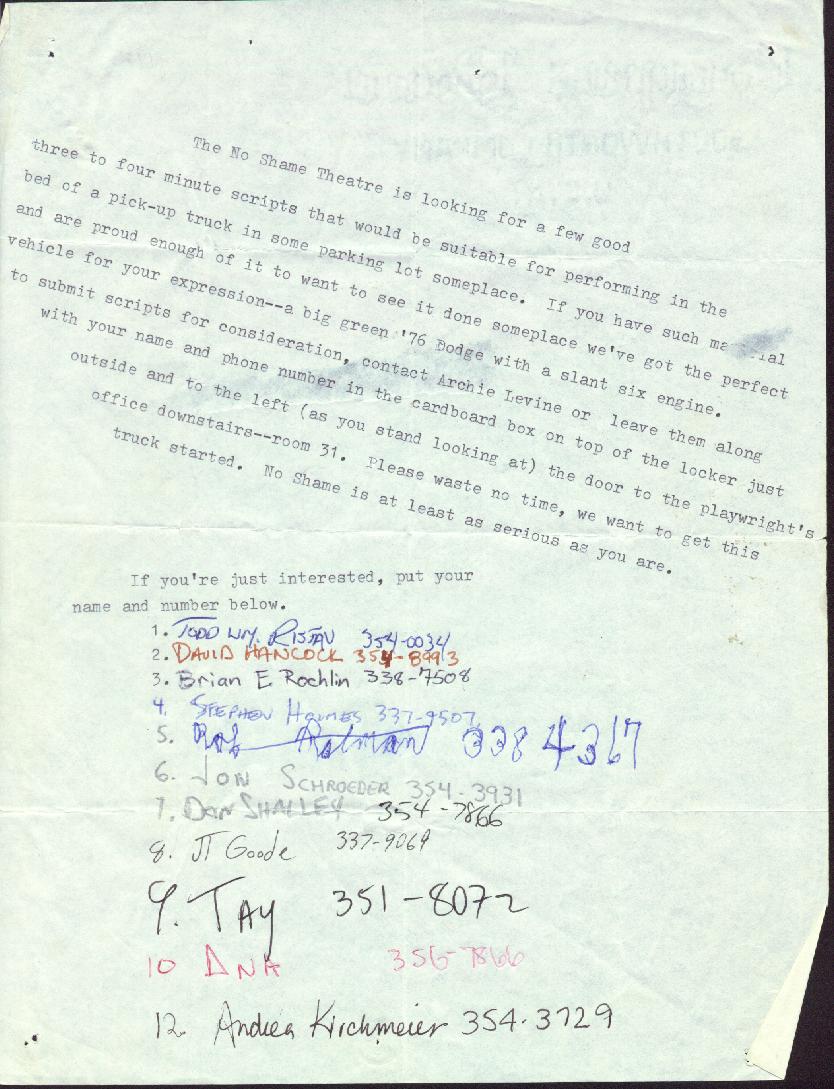 The No Shame Theatre is looking for a few good
three to four minute scripts that would be suitable for performing in the
bed of a pick-up truck in some parking lot someplace. If you have such
and are proud enough of it to want to see it done someplace we've got the perfect
vehicle for your expression--a big green '76 Dodge with a slant six engine.
to submit scripts for consideration, contact Archie Levine or leave them along
with your name and phone number in the cardboard box on top of the locker just
outside and to the left (as you stand looking at) the door to the playwright's
office downstairs--room 31. Please waste no time, we want to get this
truck started. No Shame is at least as serious as you are.
If you're just interested, put your
name and number below.
1. TODD WM. RISTAU 354-0034
2. DAVID HANCOCK 354-8993
3. Brian E Rochlin 338-7508
4. STEPHEN HOLMES 337-9507
5. 338 4367
6. JON SCHROEDER 354-3931
7. DAN SHALLEY 354-7866
8. JT Goode 337-9069
9. TAY 351-8072
10 ANA 7866
12 Andrea Kirchmeier 354-3729